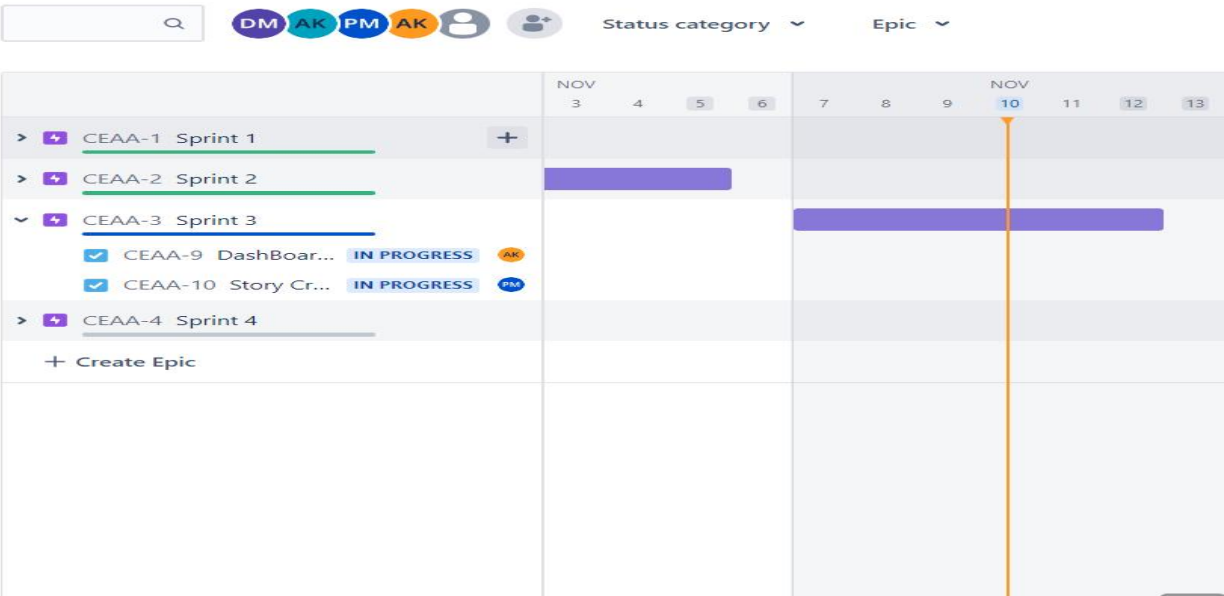 DM AK PM AK Status category Epic
NOV NOV
3 4 5 6 7 8 9 10 11 12 13
CEAA-1 Sprint 1
CEAA-2 Sprint 2
CEAA-3 Sprint 3
CEAA-9 DashBoar... IN PROGRESS AK
CEAA-10 Story Cr... IN PROGRESS PM
CEAA-4 Sprint 4
+ Create Epic